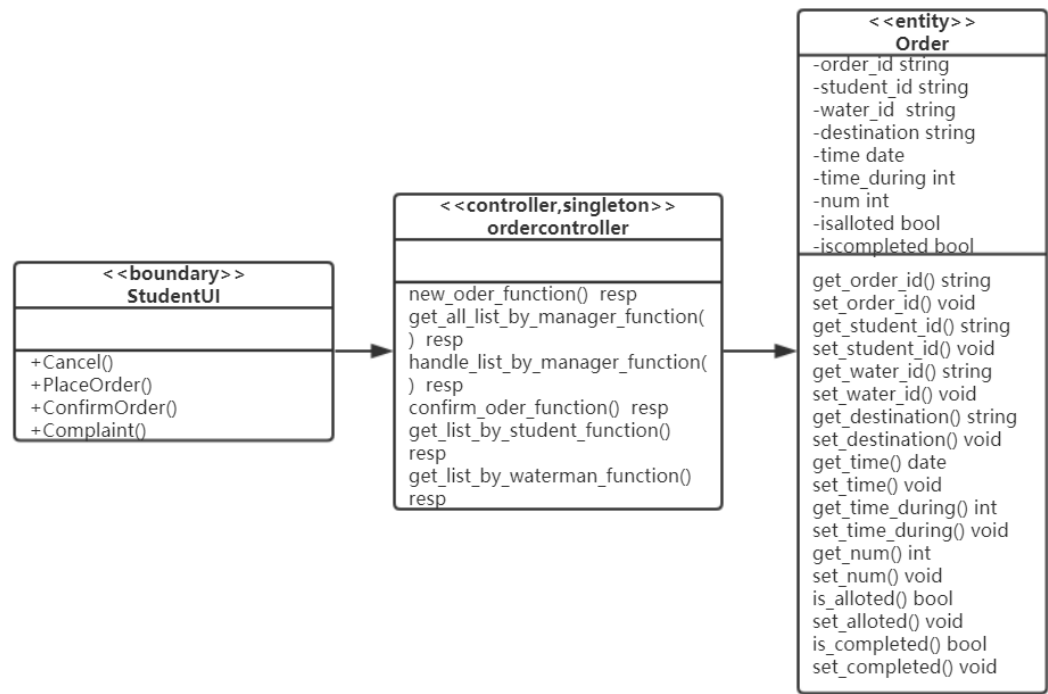 <<boundary>>
StudentUI
+Cancel()
+PlaceOrder()
+ConfirmOrder()
+Complaint()
<<controller,singleton>>
ordercontroller
new_oder_function()  resp
get_all_list_by_manager_function(
)  resp
handle_list_by_manager_function(
)  resp
confirm_oder_function()  resp
get_list_by_student_function()
resp
get_list_by_waterman_function()
resp
<<entity>>
Order
-order_id string
-student_id string
-water_id  string
-destination string
-time date
-time_during int
-num int
-isalloted bool
-iscompleted bool
get_order_id() string
set_order_id() void
get_student_id() string
set_student_id() void
get_water_id() string
set_water_id() void
get_destination() string
set_destination() void
get_time() date
set_time() void
get_time_during() int
set_time_during() void
get_num() int
set_num() void
is_alloted() bool
set_alloted() void
is_completed() bool
set_completed() void